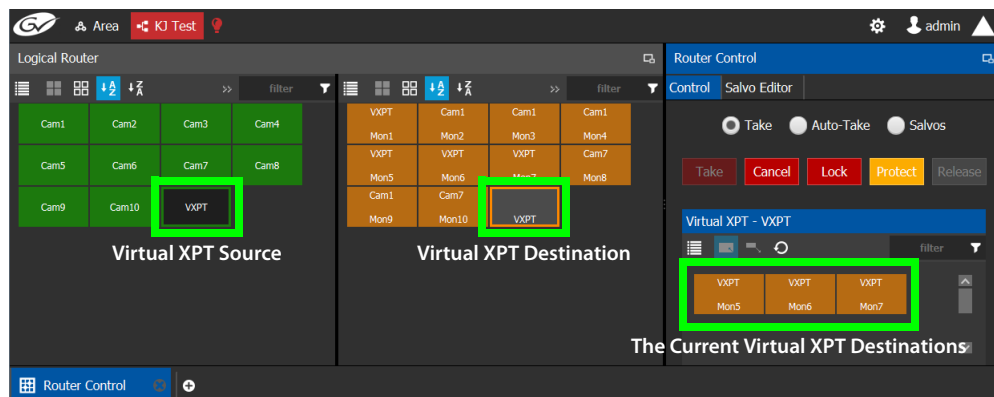 GV Area KJ Test admin
Logical Router
Router Control
filter
filter
Control Salvo Editor
Take Auto-Take Salvos
Take Cancel Lock Protect Release
Cam1 Cam2 Cam3 Cam4
Cam5 Cam6 Cam7 Cam8
Cam9 Cam10 VXPT
Virtual XPT Source
VXPT Cam1 Cam1 Cam1
Mon1 Mon2 Mon3 Mon4
VXPT VXPT VXPT Cam7
Mon5 Mon6 Mon7 Mon8
Cam1 Cam7
Mon9 Mon10 VXPT
Virtual XPT Destination
Virtual XPT - VXPT
filter
VXPT VXPT VXPT
Mon5 Mon6 Mon7
The Current Virtual XPT Destinations
Router Control